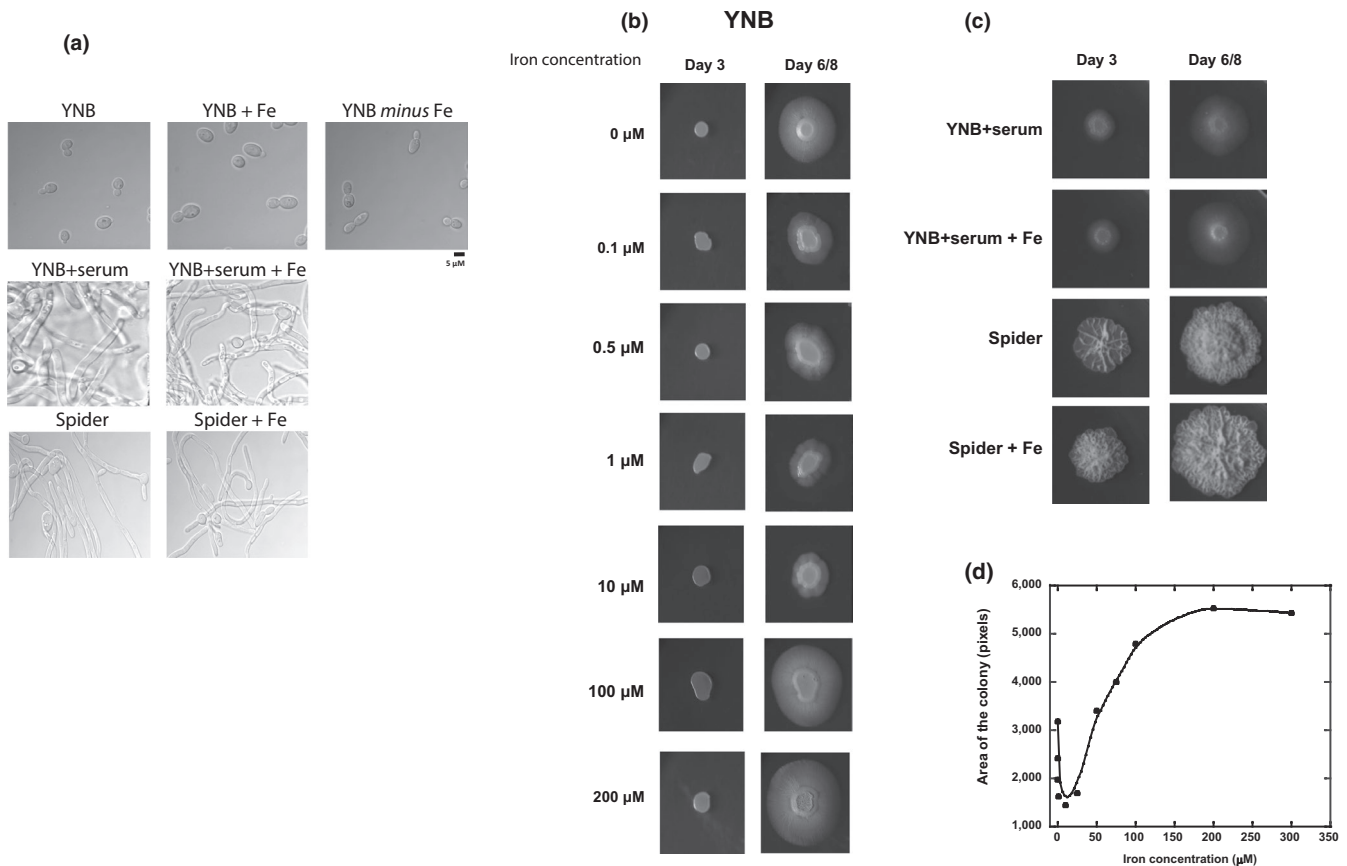 (a)
YNB YNB + Fe YNB minus Fe
5 µM
YNB+serum YNB+serum + Fe
Spider Spider + Fe
(b) YNB
Iron concentration Day 3 Day 6/8
0 µM
0.1 µM
0.5 µM
1 µM
10 µM
100 µM
200 µM
(c)
Day 3 Day 6/8
YNB+serum
YNB+serum + Fe
Spider
Spider + Fe
(d)
6,000
5,000
4,000
3,000
2,000
1,000
Area of the colony (pixels)
0 50 100 150 200 250 300 350
Iron concentration (µM)